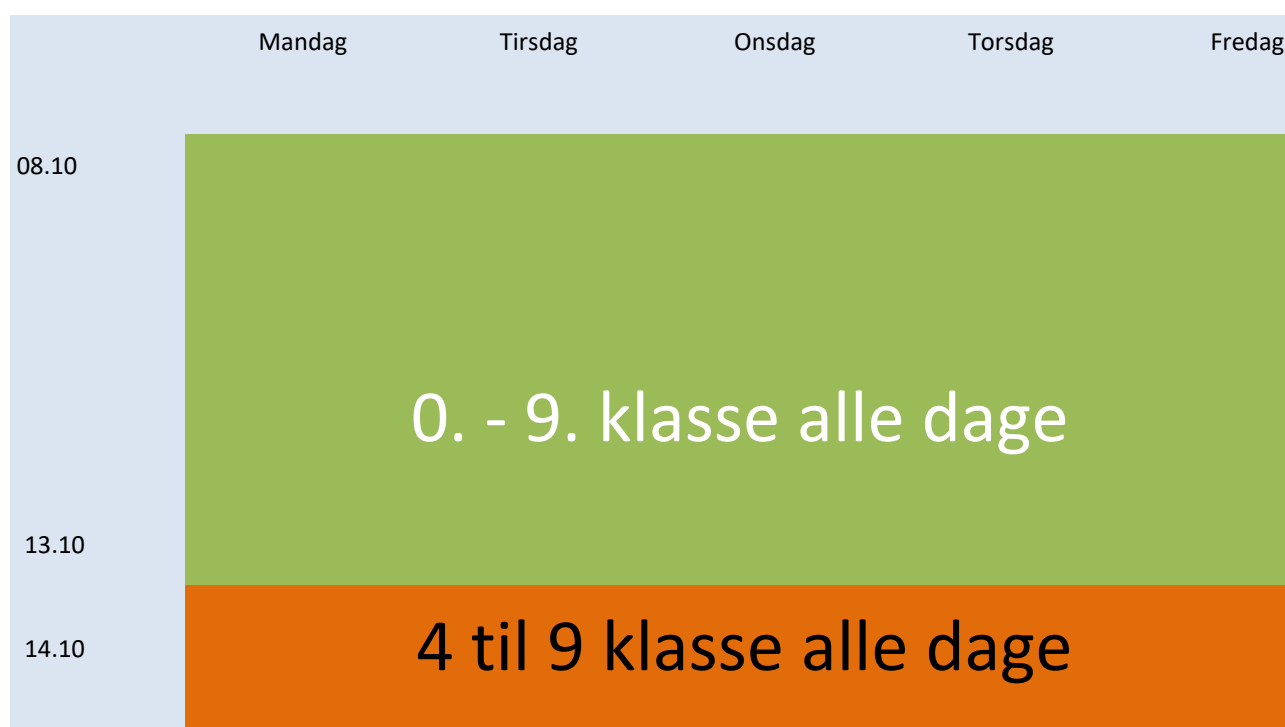 Mandag Tirsdag Onsdag Torsdag Fredag
08.10
0. - 9. klasse alle dage
13.10
4 til 9 klasse alle dage
14.10